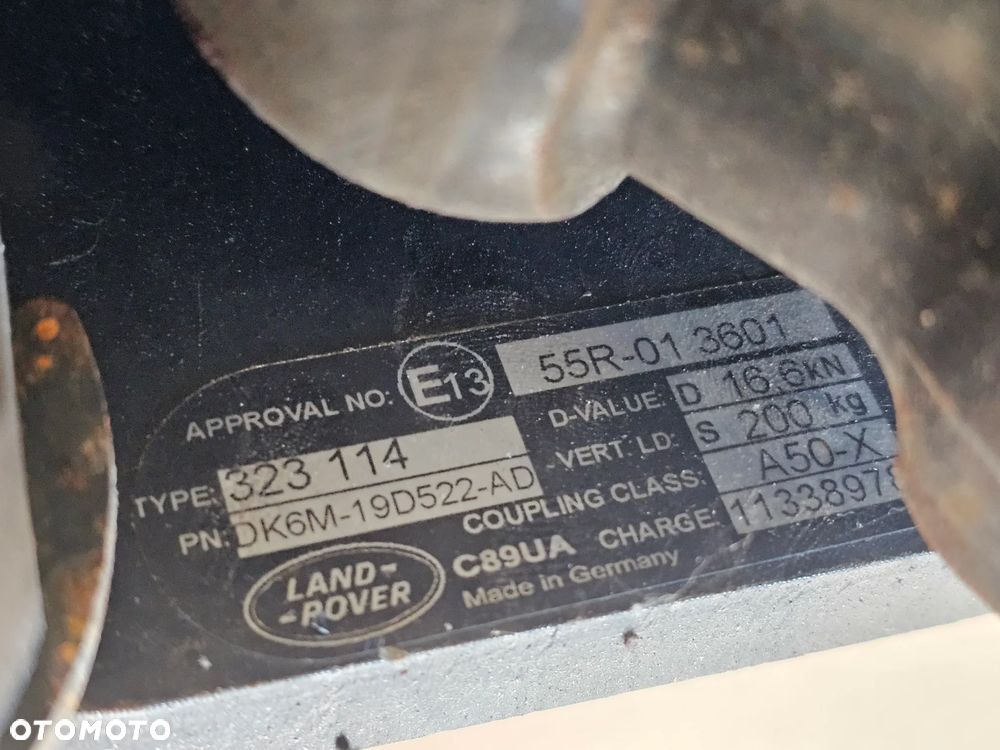 APPROVAL NO: E13 55R-01 3601
TYPE: 323 114 D-VALUE: D 16,6kN
PN: DK6M-19D522-AD VERT LD: S 200 kg
COUPLING CLASS: A50-X
LAND-
-ROVER
C89UA CHARGE: 11338978
Made in Germany
OTOMOTO